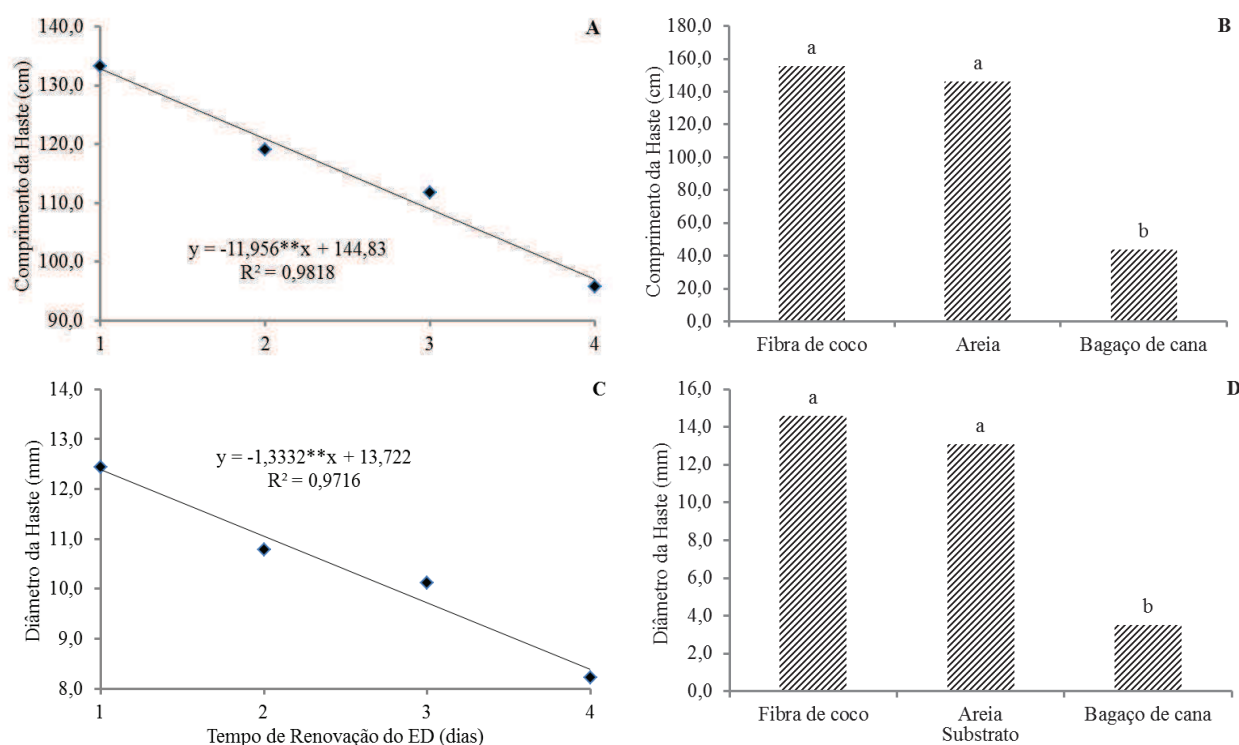 A
Comprimento da Haste (cm)
140,0
130,0
120,0
110,0
100,0
90,0
y = -11,956**x + 144,83
R² = 0,9818
1 2 3 4
B
Comprimento da Haste (cm)
180,0
160,0
140,0
120,0
100,0
80,0
60,0
40,0
20,0
0,0
a a b
Fibra de coco Areia Bagaço de cana
C
Diâmetro da Haste (mm)
14,0
13,0
12,0
11,0
10,0
9,0
8,0
y = -1,3332**x + 13,722
R² = 0,9716
1 2 3 4
Tempo de Renovação do ED (dias)
D
Diâmetro da Haste (mm)
16,0
14,0
12,0
10,0
8,0
6,0
4,0
2,0
0,0
a a b
Fibra de coco Areia Bagaço de cana
Substrato